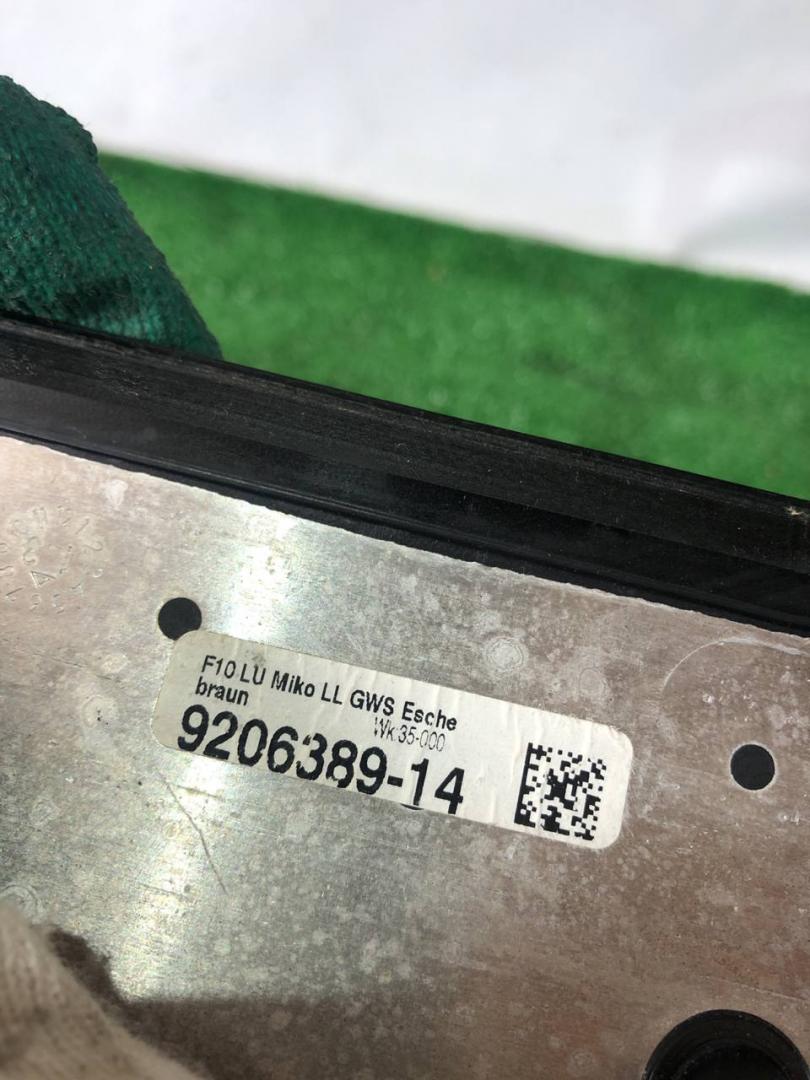 F10 LU Miko LL GWS Esche
braun
Wk:35-000
9206389-14